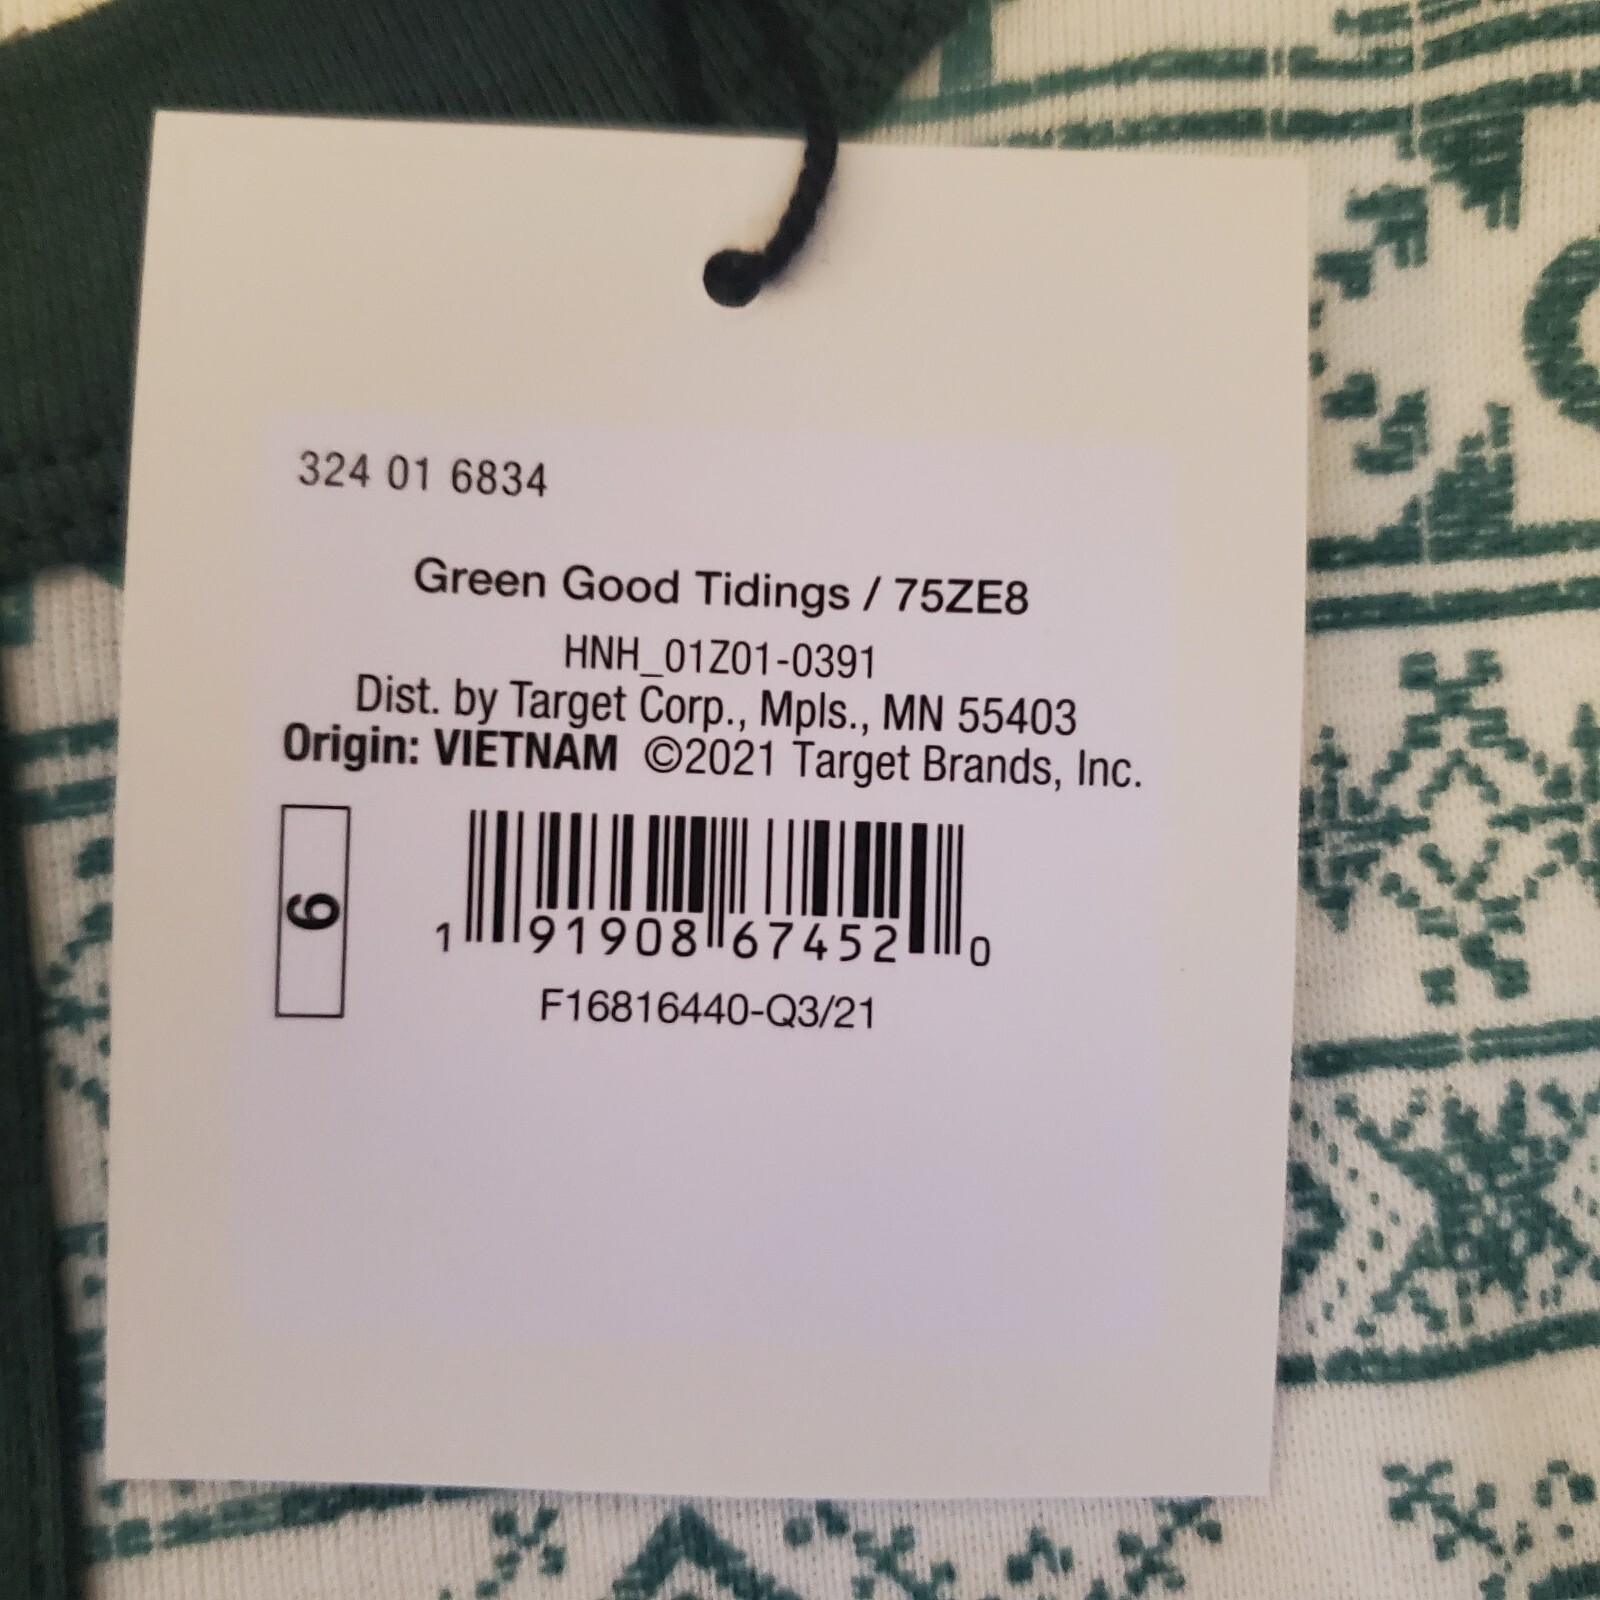 324 01 6834
Green Good Tidings / 75ZE8
HNH_01Z01-0391
Dist. by Target Corp., Mpls., MN 55403
Origin: VIETNAM ©2021 Target Brands, Inc.
6
1 91908 67452 0
F16816440-Q3/21